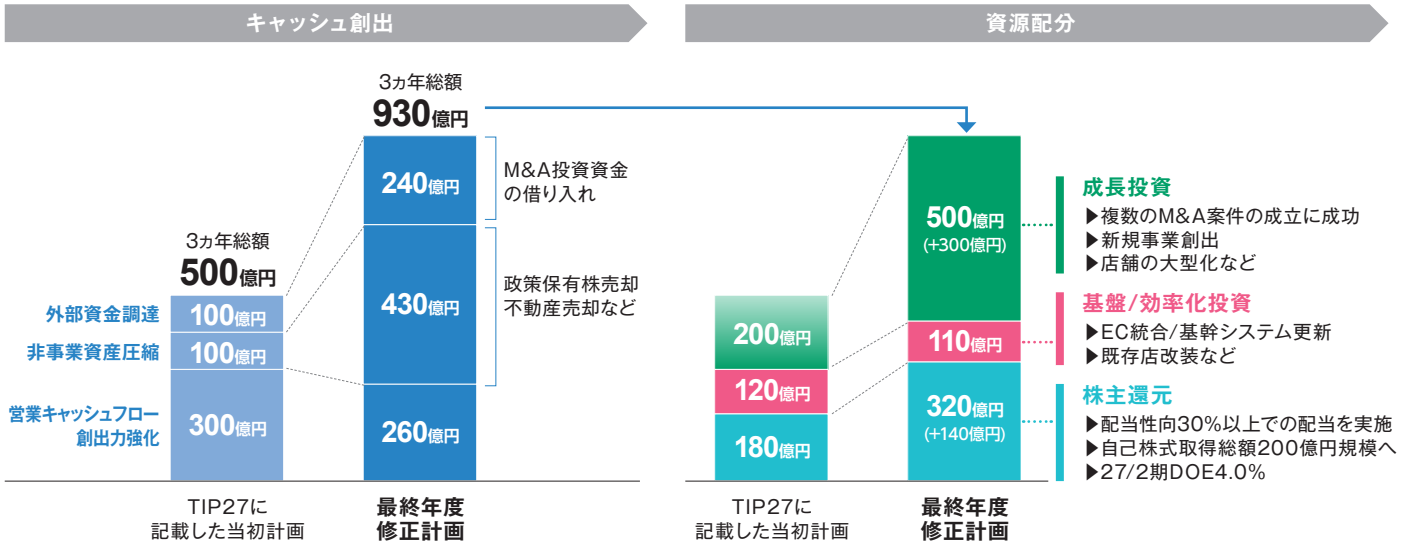 キャッシュ創出
3ヵ年総額
930億円
240億円
M&A投資資金
の借り入れ
3ヵ年総額
500億円
430億円
政策保有株売却
不動産売却など
外部資金調達
100億円
非事業資産圧縮
100億円
営業キャッシュフロー
創出力強化
300億円
260億円
TIP27に
記載した当初計画
最終年度
修正計画
資源配分
500億円
(+300億円)
200億円
110億円
120億円
320億円
(+140億円)
180億円
成長投資
▶複数のM&A案件の成立に成功
▶新規事業創出
▶店舗の大型化など
基盤/効率化投資
▶EC統合/基幹システム更新
▶既存店改装など
株主還元
▶配当性向30%以上での配当を実施
▶自己株式取得総額200億円規模へ
▶27/2期DOE4.0%
TIP27に
記載した当初計画
最終年度
修正計画